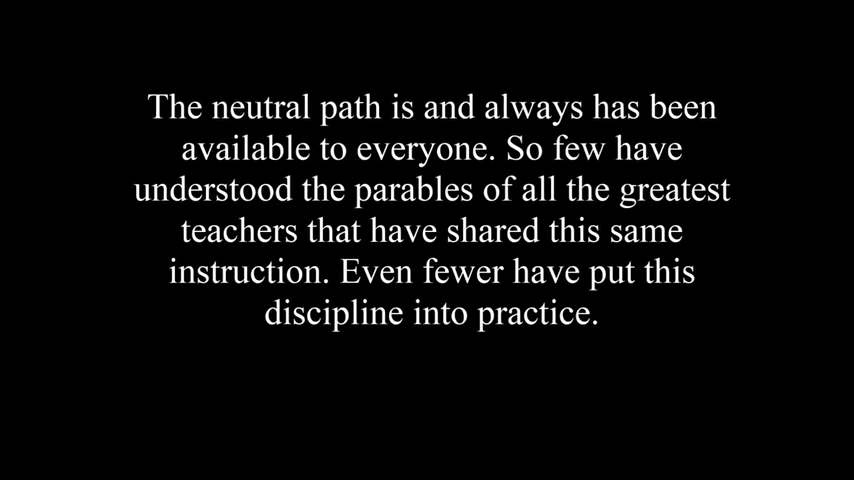 The neutral path is and always has been
available to everyone. So few have
understood the parables of all the greatest
teachers that have shared this same
instruction. Even fewer have put this
discipline into practice.